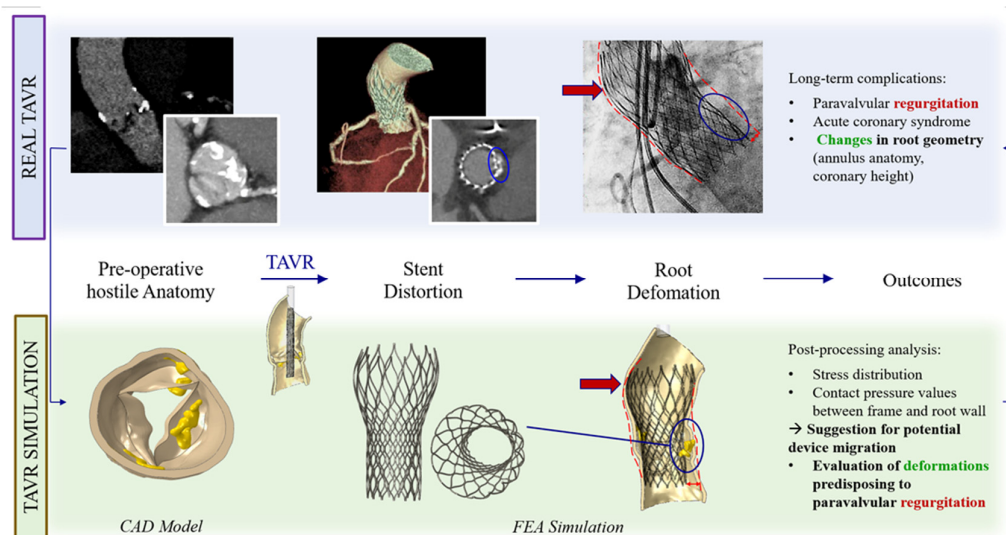 REAL TAVR
Long-term complications:
• Paravalvular regurgitation
• Acute coronary syndrome
• Changes in root geometry
(annulus anatomy,
coronary height)
Pre-operative
hostile Anatomy
TAVR
Stent
Distortion
Root
Defomation
Outcomes
TAVR SIMULATION
Post-processing analysis:
• Stress distribution
• Contact pressure values
between frame and root wall
→ Suggestion for potential
device migration
• Evaluation of deformations
predisposing to
paravalvular regurgitation
CAD Model
FEA Simulation